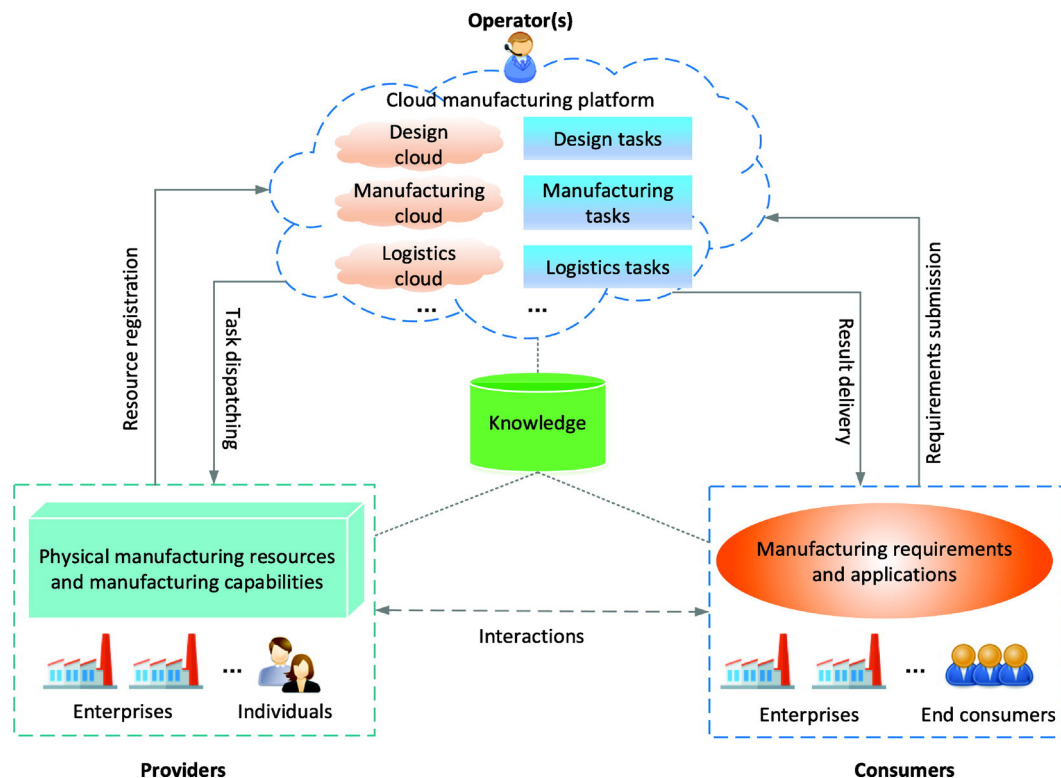 Operator(s)
Cloud manufacturing platform
Design
cloud
Design tasks
Manufacturing
cloud
Manufacturing
tasks
Logistics
cloud
Logistics tasks
...
...
Resource registration
Task dispatching
Result delivery
Requirements submission
Knowledge
Physical manufacturing resources
and manufacturing capabilities
Manufacturing requirements
and applications
Interactions
...
...
Enterprises
Individuals
Enterprises
End consumers
Providers
Consumers